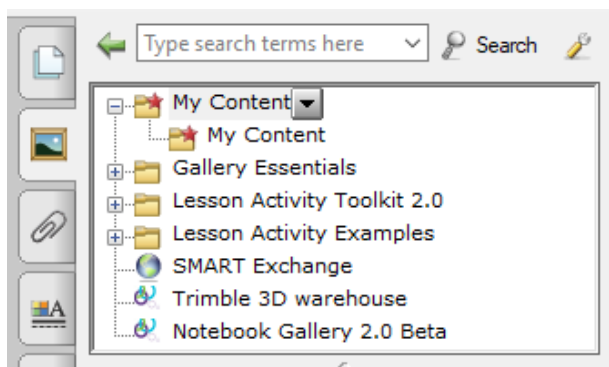 Type search terms here Search
My Content
My Content
Gallery Essentials
Lesson Activity Toolkit 2.0
Lesson Activity Examples
SMART Exchange
Trimble 3D warehouse
Notebook Gallery 2.0 Beta
A